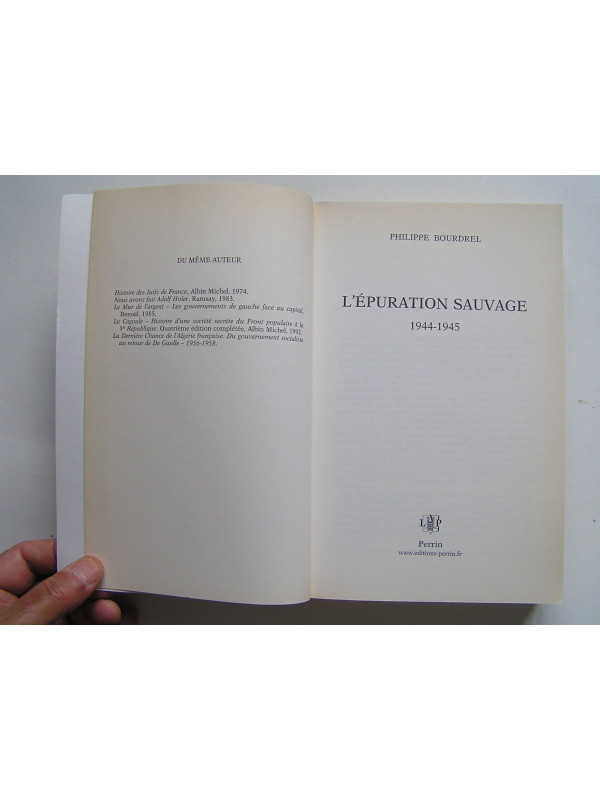 DU MÊME AUTEUR
Histoire des Juifs de France, Albin Michel, 1974.
Nous avons fait Adolf Hitler, Ramsay, 1983.
Le Mur de l'argent – Les gouvernements de gauche face au capital,
Denoël, 1985.
La Cagoule – Histoire d'une société secrète du Front populaire à la
Vᵉ République. Quatrième édition complétée, Albin Michel, 1992.
La Dernière Chance de l'Algérie française. Du gouvernement socialiste
au retour de De Gaulle – 1956-1958.
PHILIPPE BOURDREL
L'ÉPURATION SAUVAGE
1944-1945
L P
Perrin
www.editions-perrin.fr